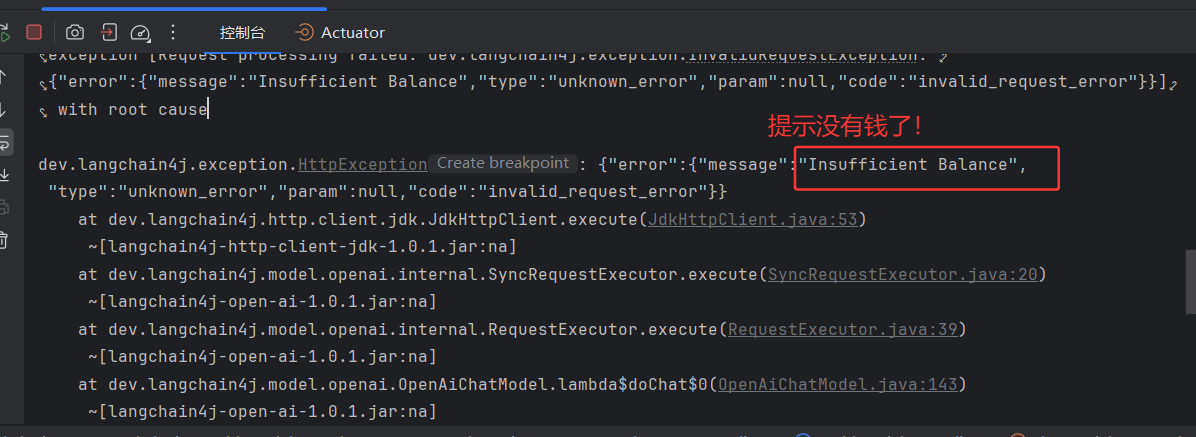 控制台 Actuator
exception [Request processing failed: dev.langchain4j.exception.InvalidRequestException:
{"error":{"message":"Insufficient Balance","type":"unknown_error","param":null,"code":"invalid_request_error"}}]
with root cause
提示没有钱了!
dev.langchain4j.exception.HttpException Create breakpoint : {"error":{"message":"Insufficient Balance",
"type":"unknown_error","param":null,"code":"invalid_request_error"}}
at dev.langchain4j.http.client.jdk.JdkHttpClient.execute(JdkHttpClient.java:53)
~[langchain4j-http-client-jdk-1.0.1.jar:na]
at dev.langchain4j.model.openai.internal.SyncRequestExecutor.execute(SyncRequestExecutor.java:20)
~[langchain4j-open-ai-1.0.1.jar:na]
at dev.langchain4j.model.openai.internal.RequestExecutor.execute(RequestExecutor.java:39)
~[langchain4j-open-ai-1.0.1.jar:na]
at dev.langchain4j.model.openai.OpenAiChatModel.lambda$doChat$0(OpenAiChatModel.java:143)
~[langchain4j-open-ai-1.0.1.jar:na]